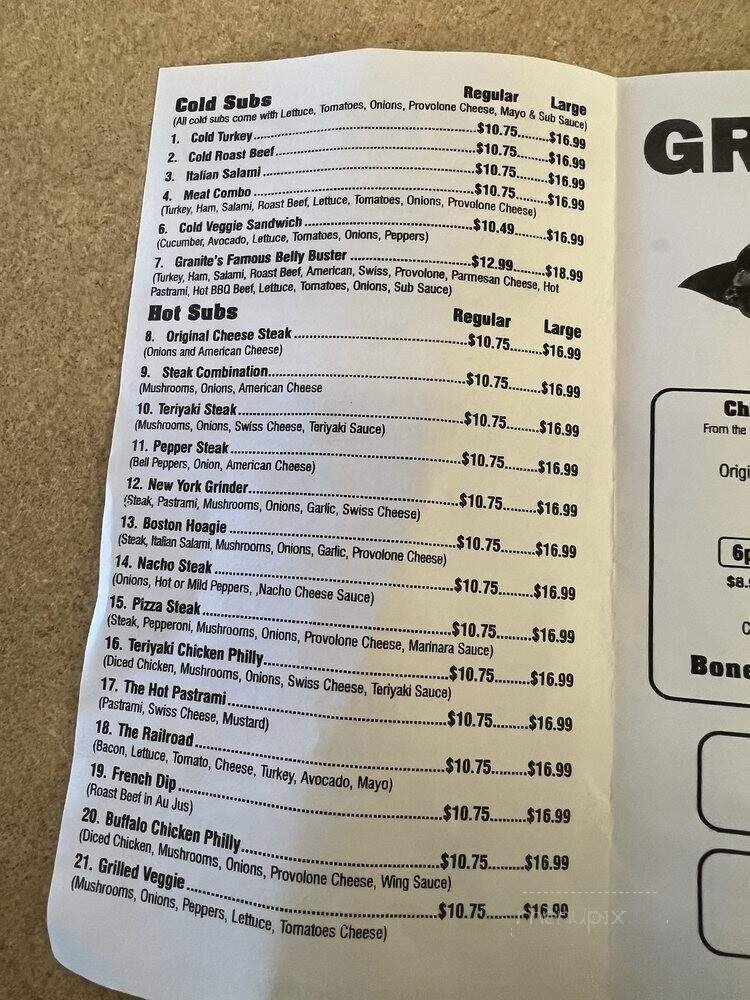 Cold Subs Regular Large
(All cold subs come with Lettuce, Tomatoes, Onions, Provolone Cheese, Mayo & Sub Sauce)
1. Cold Turkey $10.75 $16.99
2. Cold Roast Beef $10.75 $16.99
3. Italian Salami $10.75 $16.99
4. Meat Combo $10.75 $16.99
(Turkey, Ham, Salami, Roast Beef, Lettuce, Tomatoes, Onions, Provolone Cheese)
6. Cold Veggie Sandwich $10.49 $16.99
(Cucumber, Avocado, Lettuce, Tomatoes, Onions, Peppers)
7. Granite's Famous Belly Buster $12.99 $18.99
(Turkey, Ham, Salami, Roast Beef, American, Swiss, Provolone, Parmesan Cheese, Hot
Pastrami, Hot BBQ Beef, Lettuce, Tomatoes, Onions, Sub Sauce)
Hot Subs Regular Large
8. Original Cheese Steak $10.75 $16.99
(Onions and American Cheese)
9. Steak Combination $10.75 $16.99
(Mushrooms, Onions, American Cheese
10. Teriyaki Steak $10.75 $16.99
(Mushrooms, Onions, Swiss Cheese, Teriyaki Sauce)
11. Pepper Steak $10.75 $16.99
(Bell Peppers, Onion, American Cheese)
12. New York Grinder $10.75 $16.99
(Steak, Pastrami, Mushrooms, Onions, Garlic, Swiss Cheese)
13. Boston Hoagie $10.75 $16.99
(Steak, Italian Salami, Mushrooms, Onions, Garlic, Provolone Cheese)
14. Nacho Steak $10.75 $16.99
(Onions, Hot or Mild Peppers, ,Nacho Cheese Sauce)
15. Pizza Steak $10.75 $16.99
(Steak, Pepperoni, Mushrooms, Onions, Provolone Cheese, Marinara Sauce)
16. Teriyaki Chicken Philly $10.75 $16.99
(Diced Chicken, Mushrooms, Onions, Swiss Cheese, Teriyaki Sauce)
17. The Hot Pastrami $10.75 $16.99
(Pastrami, Swiss Cheese, Mustard)
18. The Railroad $10.75 $16.99
(Bacon, Lettuce, Tomato, Cheese, Turkey, Avocado, Mayo)
19. French Dip $10.75 $16.99
(Roast Beef in Au Jus)
20. Buffalo Chicken Philly $10.75 $16.99
(Diced Chicken, Mushrooms, Onions, Provolone Cheese, Wing Sauce)
21. Grilled Veggie $10.75 $16.99
(Mushrooms, Onions, Peppers, Lettuce, Tomatoes Cheese)
menupix
GR
Ch
From the
Origi
6p
$8.
C
Bone